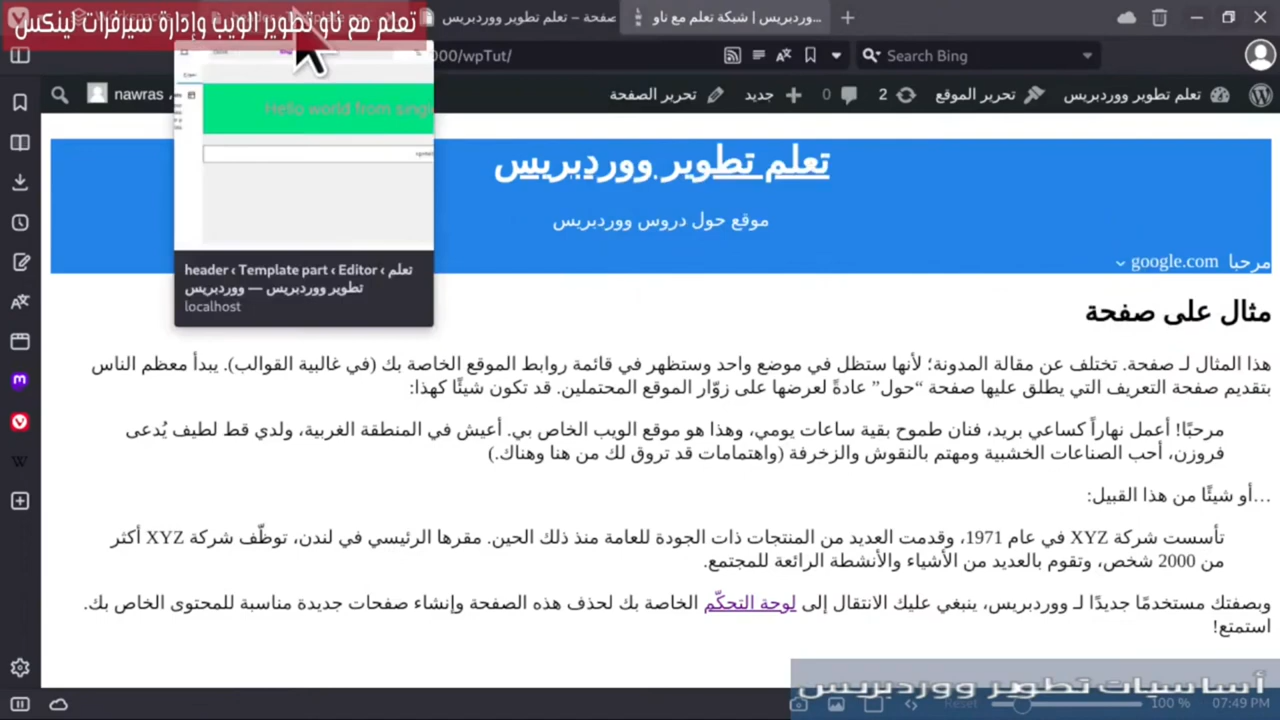 تعلم مع ناو تطوير الويب وإدارة سيرفرات لينكس
صفحة – تعلم تطوير ووردبريس
...وردبريس | شبكة تعلم مع ناو
000/wpTut/
Search Bing
nawras
تحرير الصفحة
جديد
0
2
تحرير الموقع
تعلم تطوير ووردبريس
Hello world from singl
header ‹ Template part ‹ Editor ‹ تعلم
تطوير ووردبريس — ووردبريس
localhost
تعلم تطوير ووردبريس
موقع حول دروس ووردبريس
مرحبا google.com
مثال على صفحة
هذا المثال لـ صفحة. تختلف عن مقالة المدونة؛ لأنها ستظل في موضع واحد وستظهر في قائمة روابط الموقع الخاصة بك (في غالبية القوالب). يبدأ معظم الناس
بتقديم صفحة التعريف التي يطلق عليها صفحة “حول” عادةً لعرضها على زوّار الموقع المحتملين. قد تكون شيئًا كهذا:
مرحبًا! أعمل نهاراً كساعي بريد، فنان طموح بقية ساعات يومي، وهذا هو موقع الويب الخاص بي. أعيش في المنطقة الغربية، ولدي قط لطيف يُدعى
فروزن، أحب الصناعات الخشبية ومهتم بالنقوش والزخرفة (واهتمامات قد تروق لك من هنا وهناك.)
…أو شيئًا من هذا القبيل:
تأسست شركة XYZ في عام 1971، وقدمت العديد من المنتجات ذات الجودة للعامة منذ ذلك الحين. مقرها الرئيسي في لندن، توظّف شركة XYZ أكثر
من 2000 شخص، وتقوم بالعديد من الأشياء والأنشطة الرائعة للمجتمع.
وبصفتك مستخدمًا جديدًا لـ ووردبريس، ينبغي عليك الانتقال إلى لوحة التحكّم الخاصة بك لحذف هذه الصفحة وإنشاء صفحات جديدة مناسبة للمحتوى الخاص بك.
استمتع!
أساسيات تطوير ووردبريس
Reset
100 %
07:49 PM